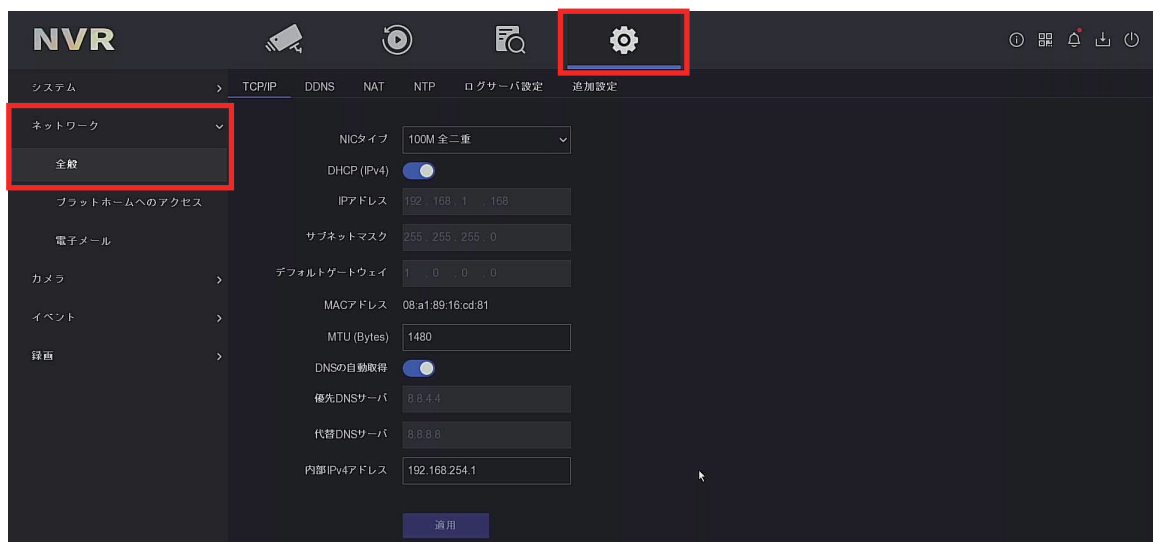 NVR
システム
ネットワーク
全般
プラットホームへのアクセス
電子メール
カメラ
イベント
録画
TCP/IP DDNS NAT NTP ログサーバ設定 追加設定
NICタイプ 100M 全二重
DHCP (IPv4)
IPアドレス 192 . 168 . 1 . 168
サブネットマスク 255 . 255 . 255 . 0
デフォルトゲートウェイ 1 . 0 . 0 . 0
MACアドレス 08:a1:89:16:cd:81
MTU (Bytes) 1480
DNSの自動取得
優先DNSサーバ 8.8.4.4
代替DNSサーバ 8.8.8.8
内部IPv4アドレス 192.168.254.1
適用